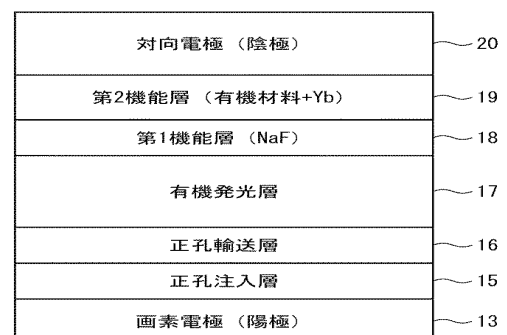 対向電極（陰極） 20
第2機能層（有機材料+Yb） 19
第1機能層（NaF） 18
有機発光層 17
正孔輸送層 16
正孔注入層 15
画素電極（陽極） 13